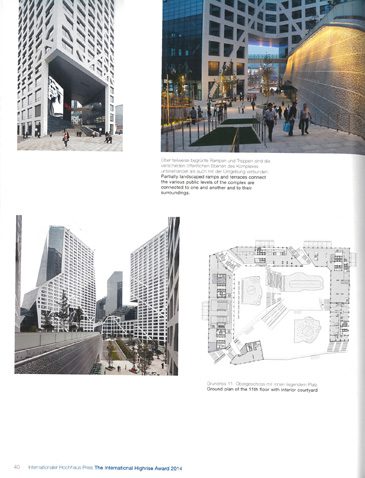 Über teilweise begrünte Rampen und Treppen sind die
verschieden öffentlichen Ebenen des Komplexes
untereinander als auch mit der Umgebung verbunden.
Partially landscaped ramps and terraces connect
the various public levels of the complex are
connected to one and another and to their
surroundings.
Grundriss 11. Obergeschoss mit innen liegendem Platz
Ground plan of the 11th floor with interior courtyard
40 Internationaler Hochhaus Preis The International Highrise Award 2014